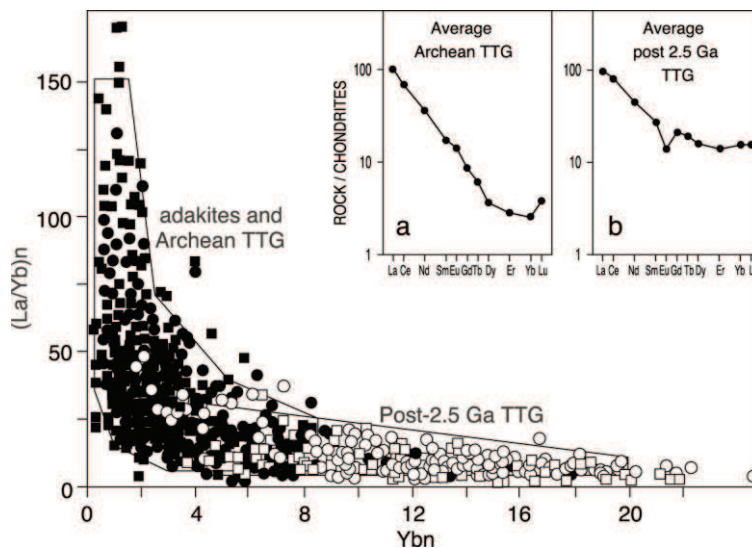 Average
Archean TTG
Average
post 2.5 Ga
TTG
100
10
1
ROCK / CHONDRITES
a
La Ce Nd Sm Eu Gd Tb Dy Er Yb Lu
100
10
1
b
La Ce Nd Sm Eu Gd Tb Dy Er Yb L
150
100
50
0
(La/Yb)n
adakites and
Archean TTG
Post-2.5 Ga TTG
0 4 8 12 16 20
Ybn